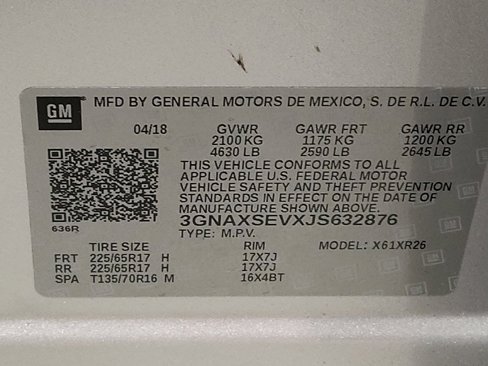 GM MFD BY GENERAL MOTORS DE MEXICO, S. DE R.L. DE C.V.
04/18 GVWR GAWR FRT GAWR RR
2100 KG 1175 KG 1200 KG
4630 LB 2590 LB 2645 LB
THIS VEHICLE CONFORMS TO ALL
APPLICABLE U.S. FEDERAL MOTOR
VEHICLE SAFETY AND THEFT PREVENTION
STANDARDS IN EFFECT ON THE DATE OF
MANUFACTURE SHOWN ABOVE.
636R 3GNAXSEVXJS632876
TYPE: M.P.V.
TIRE SIZE RIM MODEL: X61XR26
FRT 225/65R17 H 17X7J
RR 225/65R17 H 17X7J
SPA T135/70R16 M 16X4BT